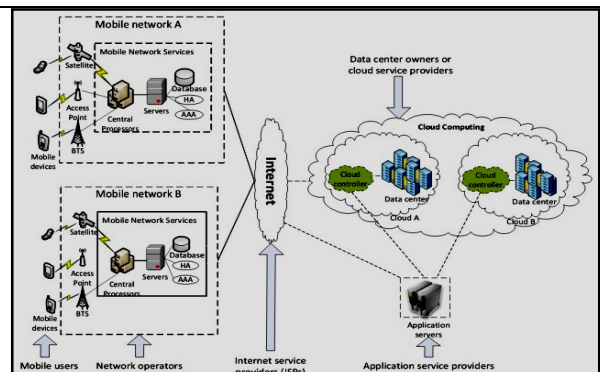 Mobile network A
Mobile Network Services
Satellite
Database
HA
AAA
Access
Point
Servers
Central
Processors
Mobile
devices
BTS
Mobile network B
Mobile Network Services
Satellite
Database
HA
AAA
Access
Point
Servers
Central
Processors
Mobile
devices
BTS
Internet
Data center owners or
cloud service providers
Cloud Computing
Cloud
controller
Data center
Cloud A
Cloud
controller
Data center
Cloud B
Application
servers
Mobile users
Network operators
Internet service
providers (ISPs)
Application service providers